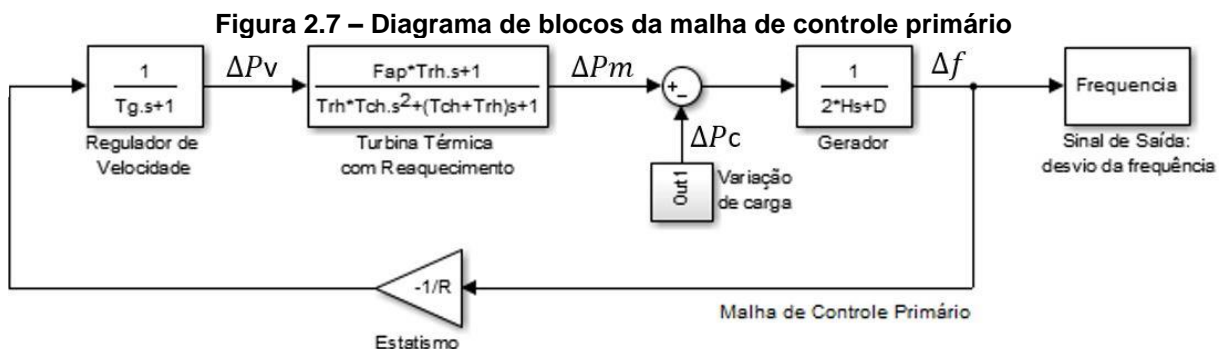 Figura 2.7 – Diagrama de blocos da malha de controle primário
1
Tg.s+1
Regulador de
Velocidade
ΔPv
Fap*Trh.s+1
Trh*Tch.s²+(Tch+Trh)s+1
Turbina Térmica
com Reaquecimento
ΔPm
+
-
ΔPc
Out1
Variação
de carga
1
2*Hs+D
Gerador
Δf
Frequencia
Sinal de Saída:
desvio da frequência
-1/R
Estatismo
Malha de Controle Primário